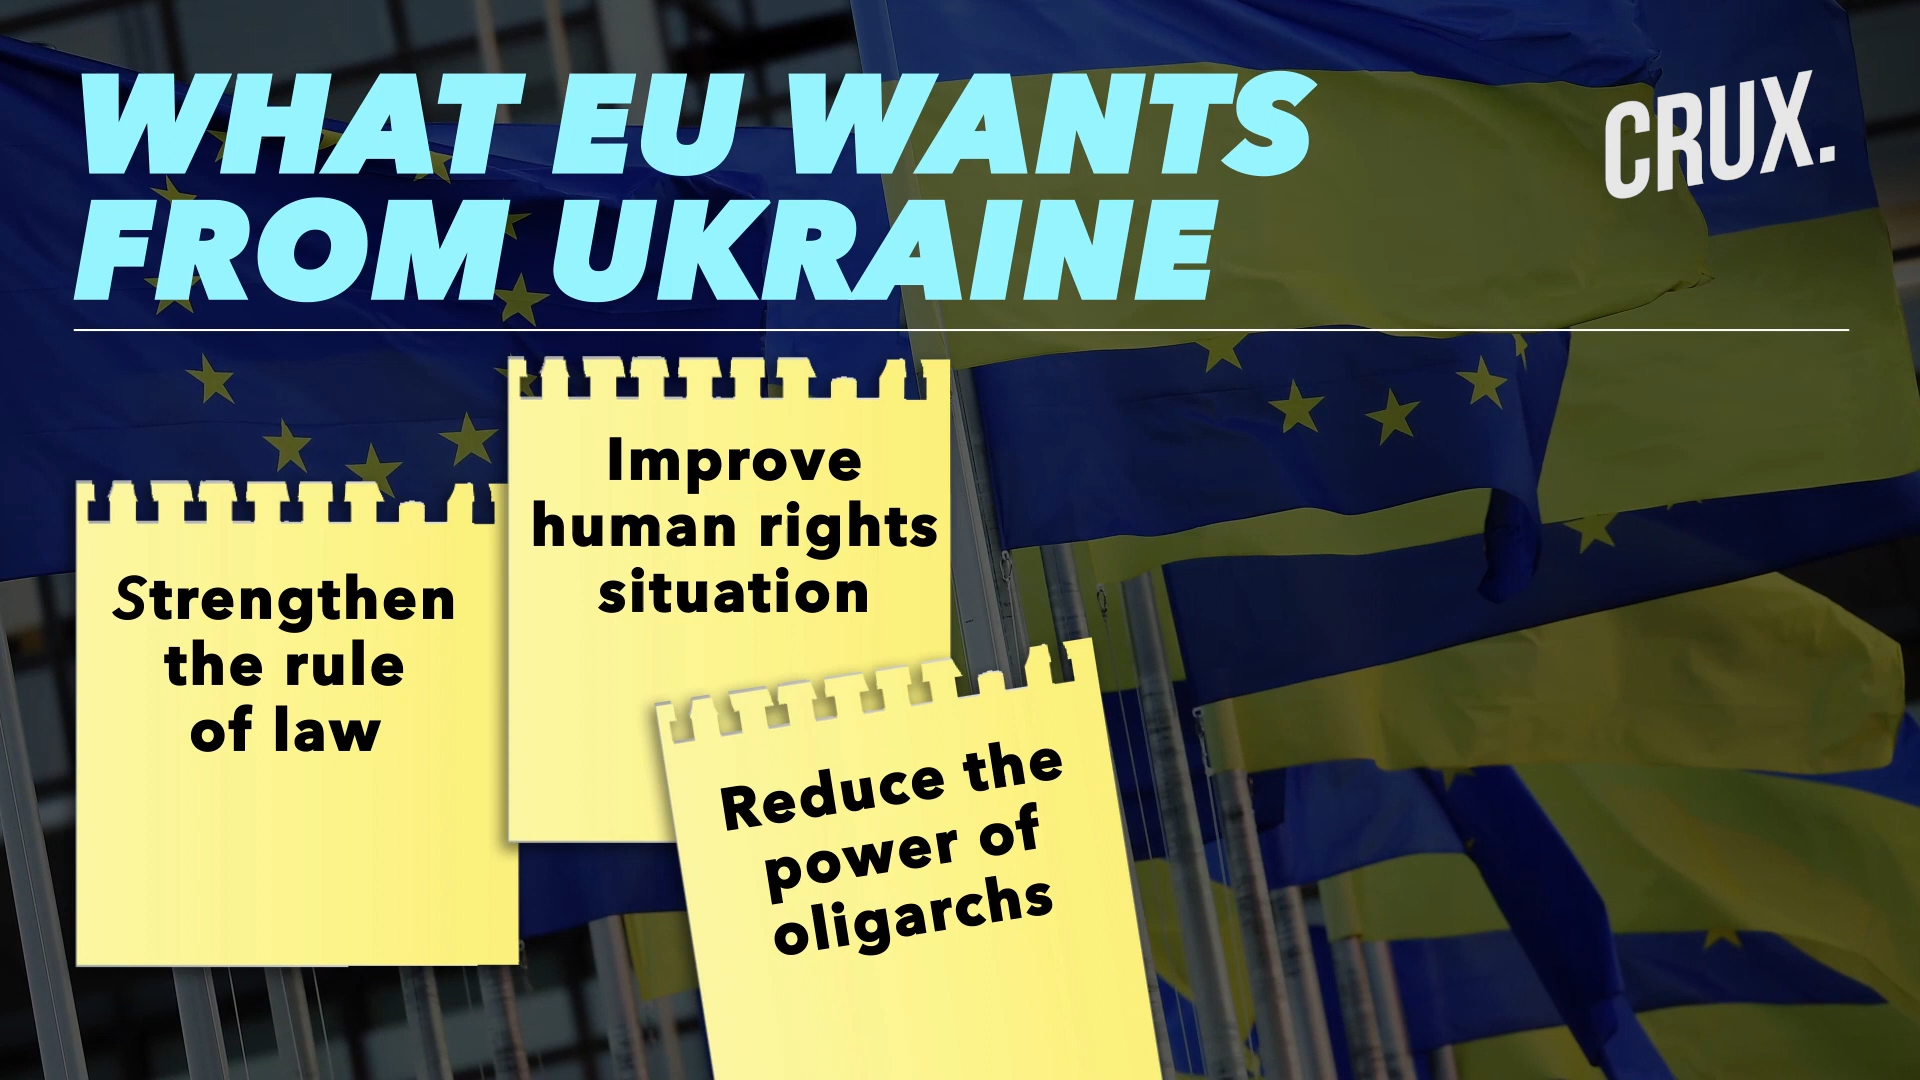 WHAT EU WANTS
FROM UKRAINE
CRUX.
Strengthen
the rule
of law
Improve
human rights
situation
Reduce the
power of
oligarchs